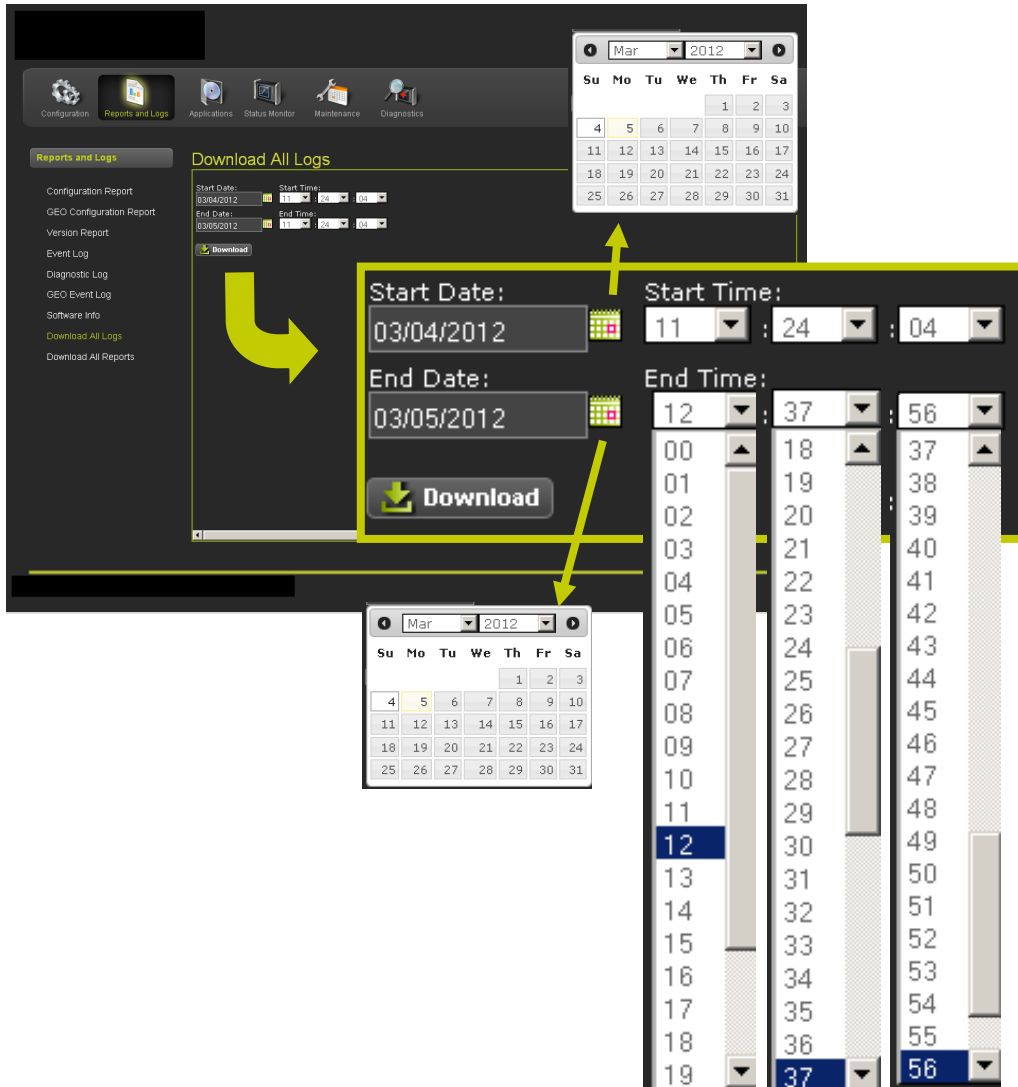 Configuration
Reports and Logs
Applications
Status Monitor
Maintenance
Diagnostics
Reports and Logs
Configuration Report
GEO Configuration Report
Version Report
Event Log
Diagnostic Log
GEO Event Log
Software Info
Download All Logs
Download All Reports
Download All Logs
Start Date: Start Time:
03/04/2012 11 : 24 : 04
End Date: End Time:
03/05/2012 11 : 24 : 04
Download
Mar 2012
Su Mo Tu We Th Fr Sa
1 2 3
4 5 6 7 8 9 10
11 12 13 14 15 16 17
18 19 20 21 22 23 24
25 26 27 28 29 30 31
Start Date: Start Time:
03/04/2012 11 : 24 : 04
End Date: End Time:
03/05/2012 12 : 37 : 56
Download
00 18 37
01 19 38
02 20 39
03 21 40
04 22 41
05 23 42
06 24 43
07 25 44
08 26 45
09 27 46
10 28 47
11 29 48
12 30 49
13 31 50
14 32 51
15 33 52
16 34 53
17 35 54
18 36 55
19 37 56
Mar 2012
Su Mo Tu We Th Fr Sa
1 2 3
4 5 6 7 8 9 10
11 12 13 14 15 16 17
18 19 20 21 22 23 24
25 26 27 28 29 30 31